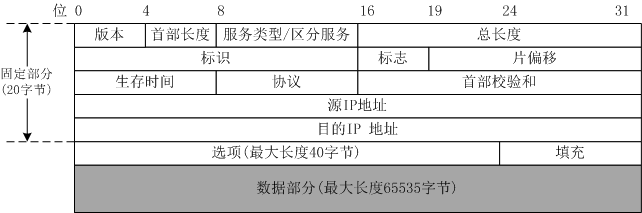 位 0 4 8 16 19 24 31
版本 首部长度 服务类型/区分服务 总长度
标识 标志 片偏移
固定部分
(20字节)
生存时间 协议 首部校验和
源IP地址
目的IP 地址
选项(最大长度40字节) 填充
数据部分(最大长度65535字节)